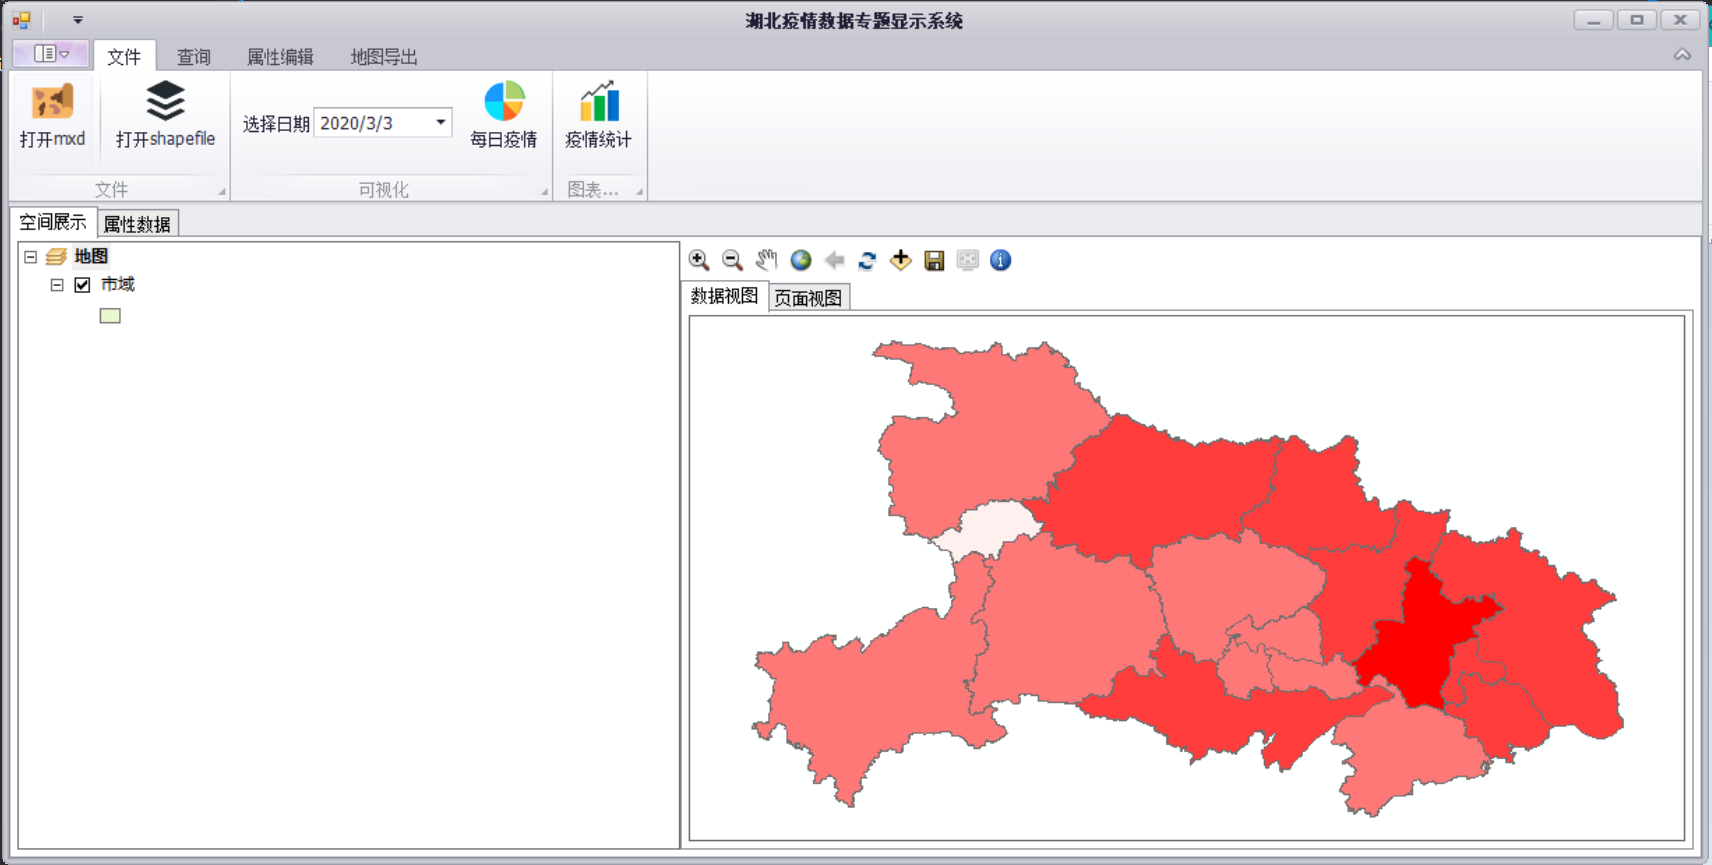 湖北疫情数据专题显示系统
文件 查询 属性编辑 地图导出
打开mxd 打开shapefile 选择日期 2020/3/3 每日疫情 疫情统计
文件 可视化 图表...
空间展示 属性数据
地图
市域
数据视图 页面视图